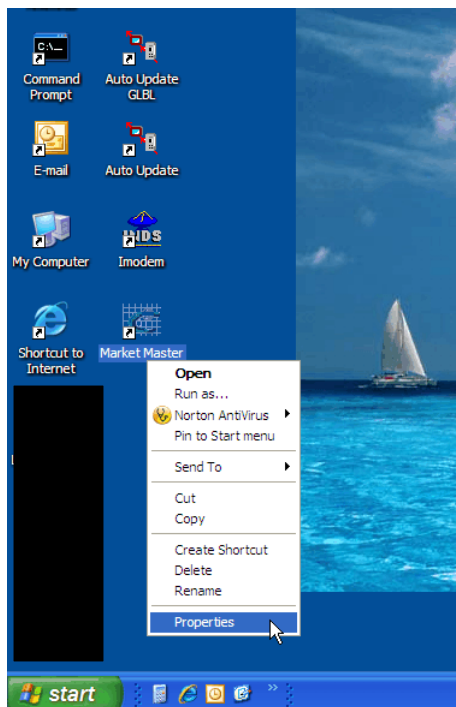 C:\_
Command
Prompt
Auto Update
GLBL
E-mail
Auto Update
My Computer
Imodem
Shortcut to
Internet
Market Master
Open
Run as...
Norton AntiVirus
Pin to Start menu
Send To
Cut
Copy
Create Shortcut
Delete
Rename
Properties
start